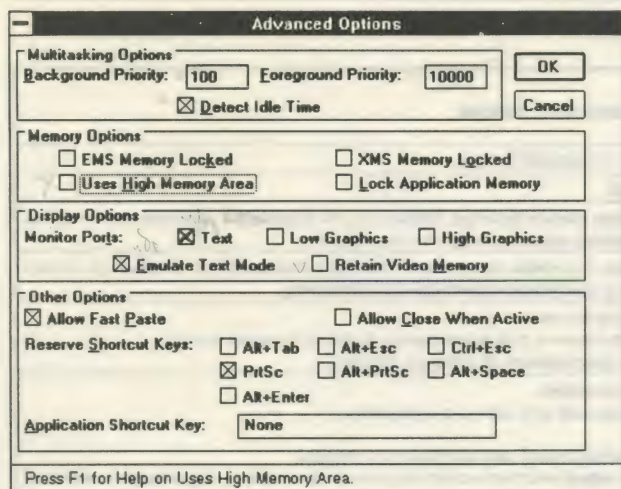 Advanced Options
Multitasking Options
Background Priority: 100 Foreground Priority: 10000 OK
Detect Idle Time Cancel
Memory Options
EMS Memory Locked XMS Memory Locked
Uses High Memory Area Lock Application Memory
Display Options
Monitor Ports: Text Low Graphics High Graphics
Emulate Text Mode Retain Video Memory
Other Options
Allow Fast Paste Allow Close When Active
Reserve Shortcut Keys: Alt+Tab Alt+Esc Ctrl+Esc
PrtSc Alt+PrtSc Alt+Space
Alt+Enter
Application Shortcut Key: None
Press F1 for Help on Uses High Memory Area.